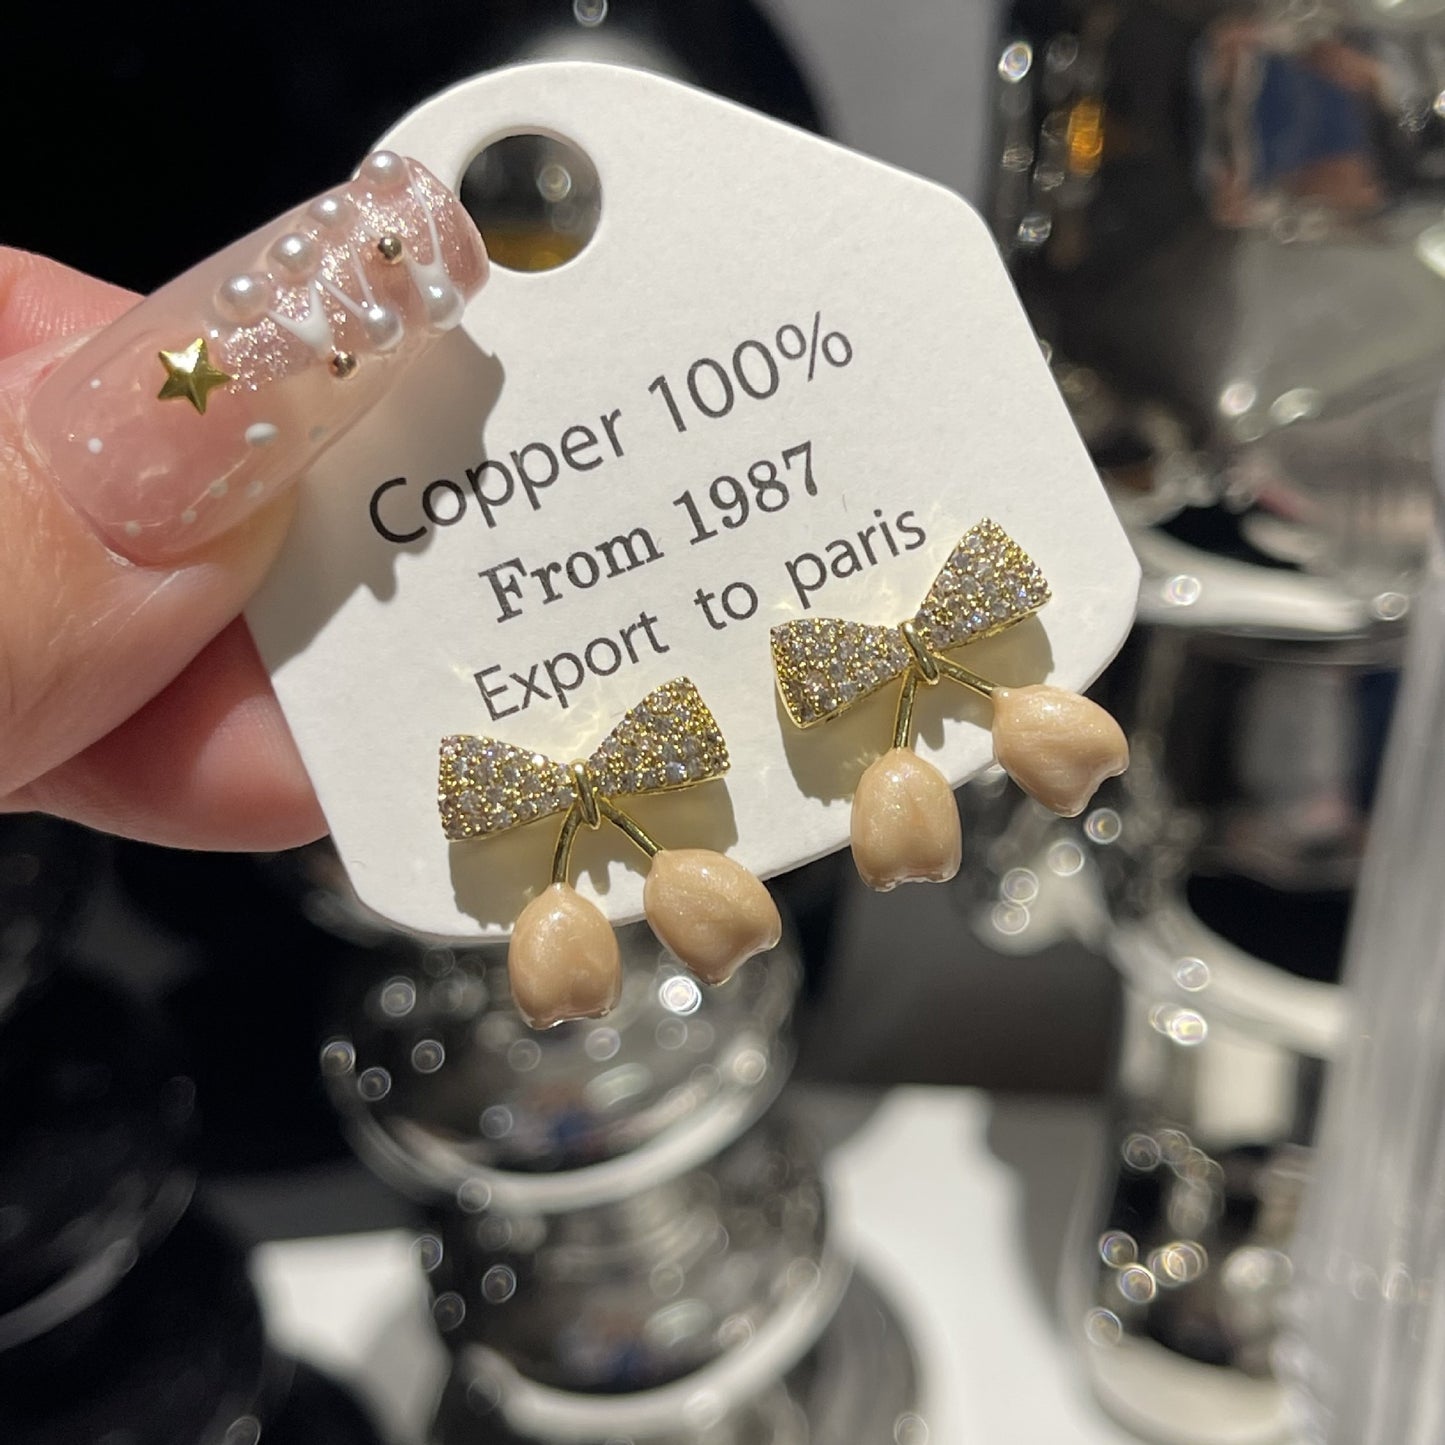 Copper 100%
From 1987
Export to paris